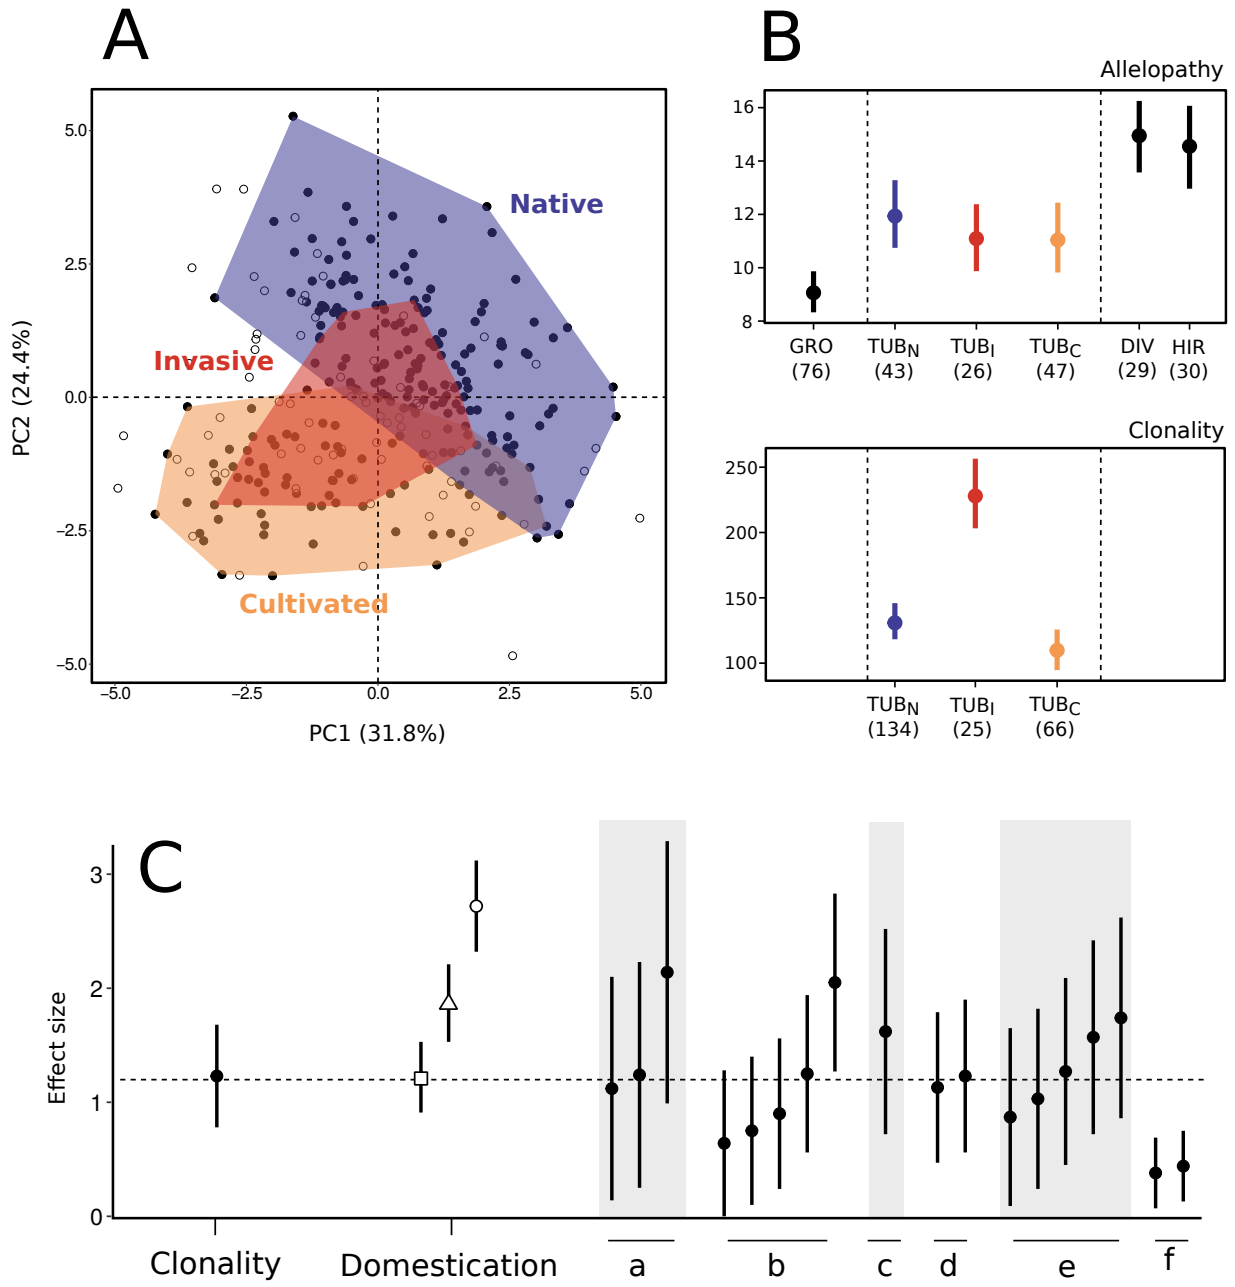 A
B
Allelopathy
5.0
2.5
0.0
−2.5
−5.0
PC2 (24.4%)
Native
Invasive
Cultivated
−5.0
−2.5
0.0
2.5
5.0
PC1 (31.8%)
16
14
12
10
8
GRO
TUBN
TUBI
TUBC
DIV
HIR
(76)
(43)
(26)
(47)
(29)
(30)
Clonality
250
200
150
100
TUBN
TUBI
TUBC
(134)
(25)
(66)
C
3
2
1
0
Effect size
Clonality
Domestication
a
b
c
d
e
f